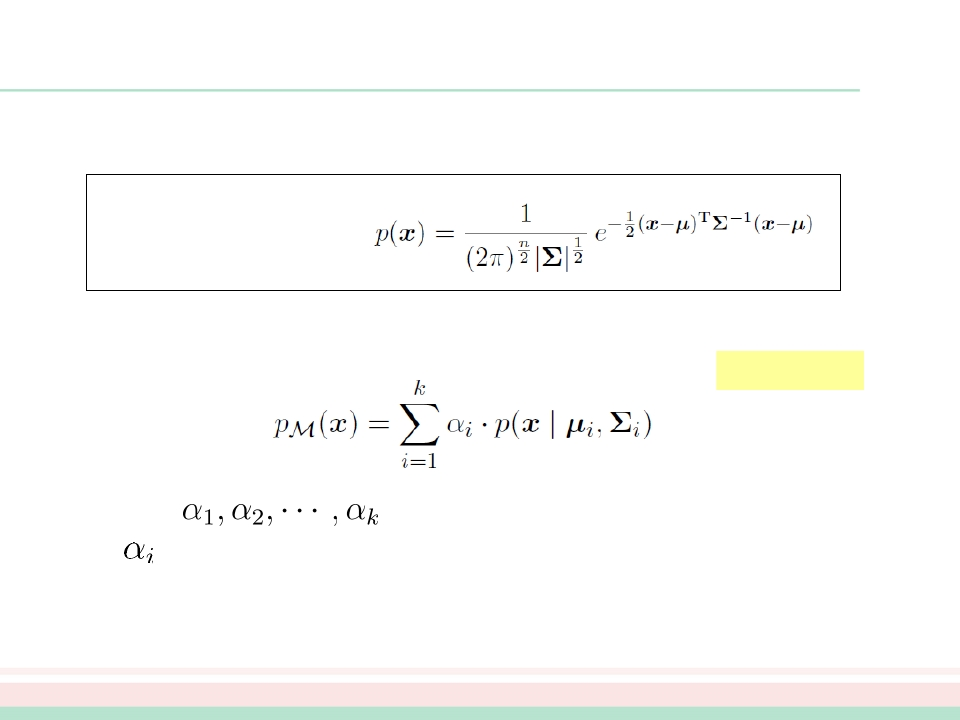 p(x) = \frac{1}{(2\pi)^{\frac{n}{2}} |\Sigma|^{\frac{1}{2}}} e^{-\frac{1}{2}(x-\mu)^{\mathrm{T}} \Sigma^{-1} (x-\mu)}
p_{\mathcal{M}}(x) = \sum_{i=1}^{k} \alpha_i \cdot p(x \mid \mu_i, \Sigma_i)
\alpha_1, \alpha_2, \cdots, \alpha_k
\alpha_i